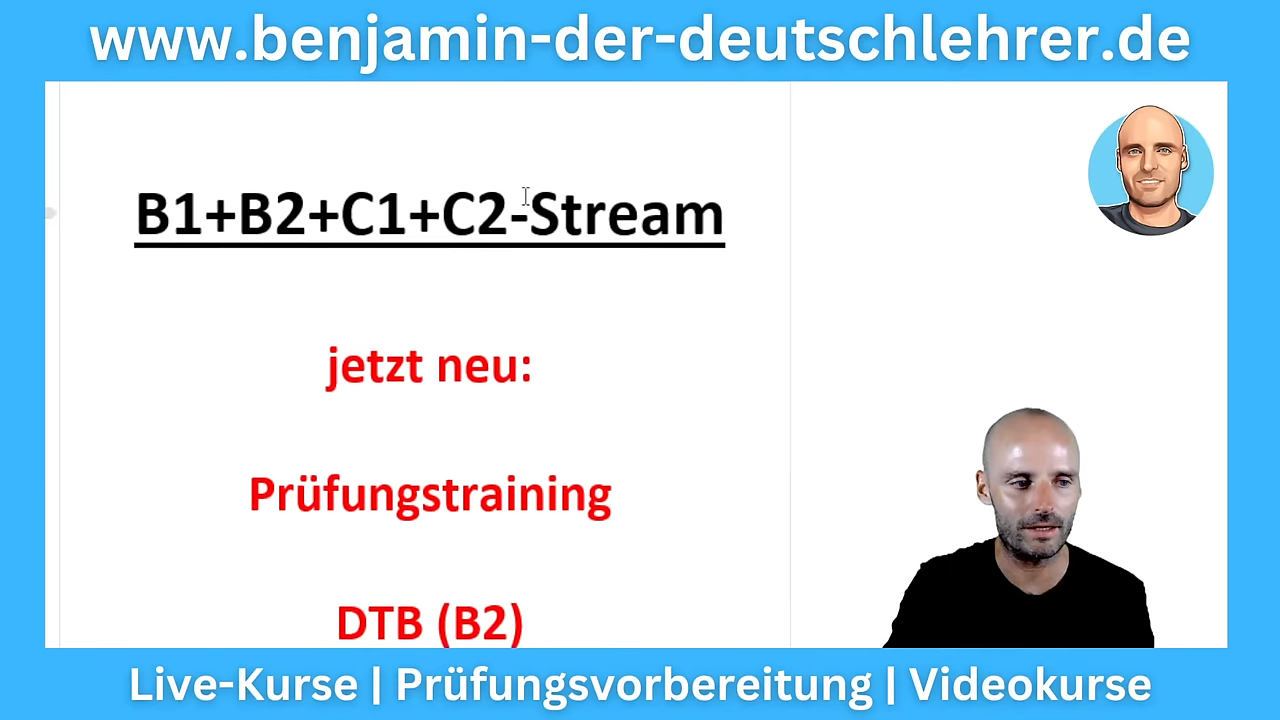 www.benjamin-der-deutschlehrer.de
B1+B2+C1+C2-Stream
jetzt neu:
Prüfungstraining
DTB (B2)
Live-Kurse | Prüfungsvorbereitung | Videokurse